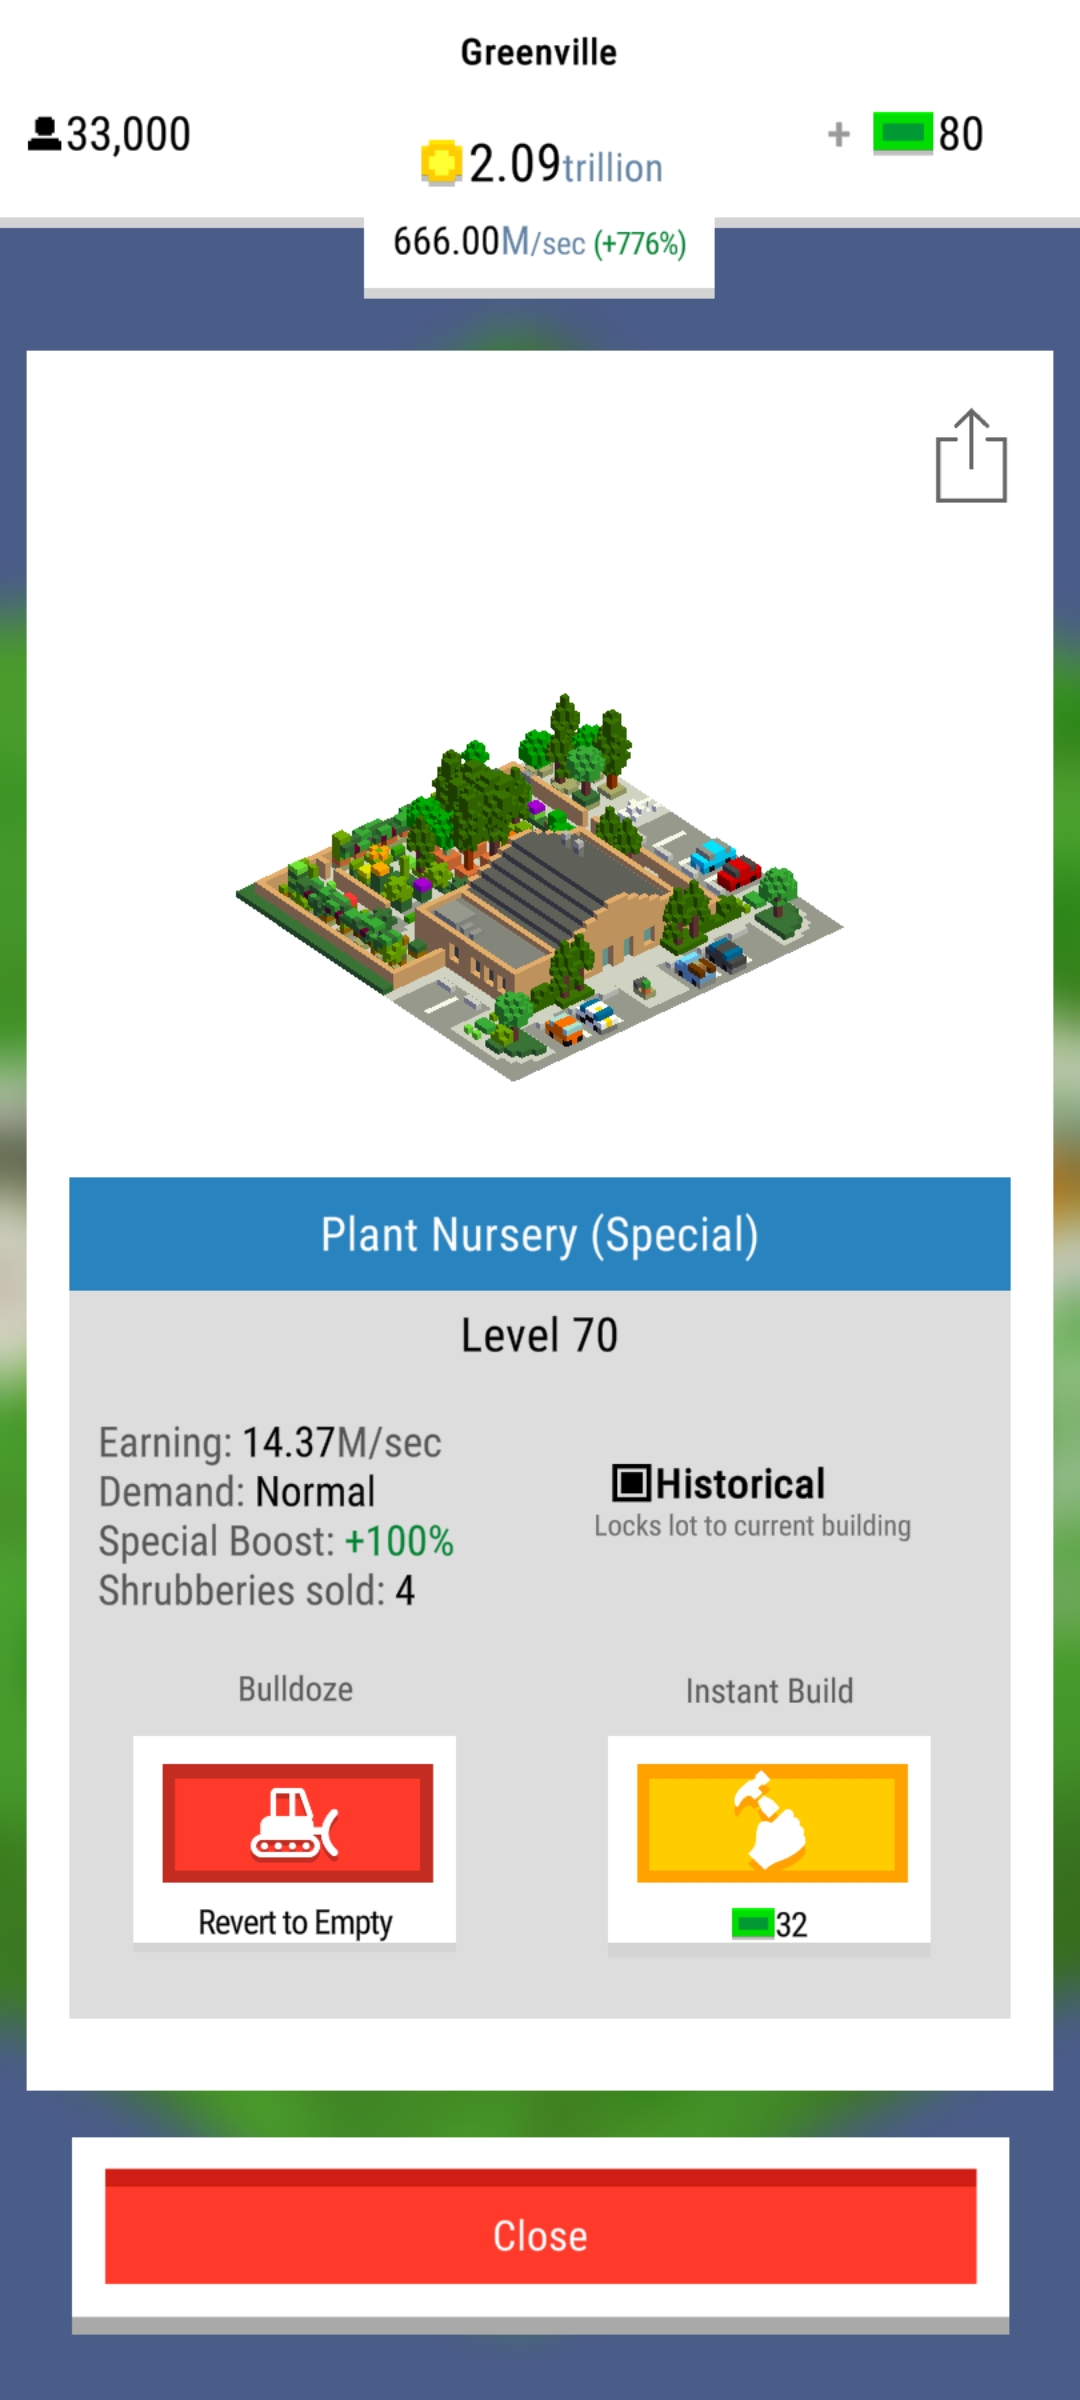 Greenville
33,000
2.09trillion
+ 80
666.00M/sec (+776%)
Plant Nursery (Special)
Level 70
Earning: 14.37M/sec
Demand: Normal
Special Boost: +100%
Shrubberies sold: 4
Historical
Locks lot to current building
Bulldoze
Revert to Empty
Instant Build
32
Close